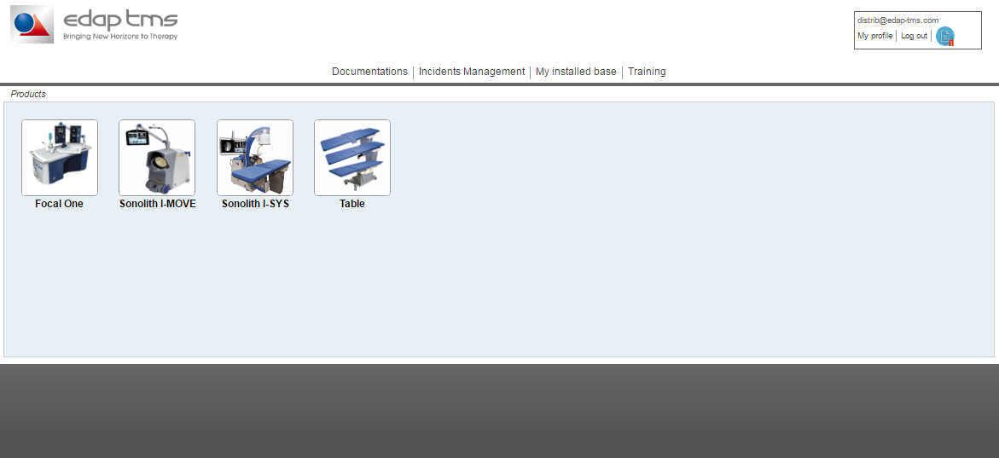 edap tms
Bringing New Horizons to Therapy
distrib@edap-tms.com
My profile
Log out
Documentations
Incidents Management
My installed base
Training
Products
Focal One
Sonolith I-MOVE
Sonolith I-SYS
Table